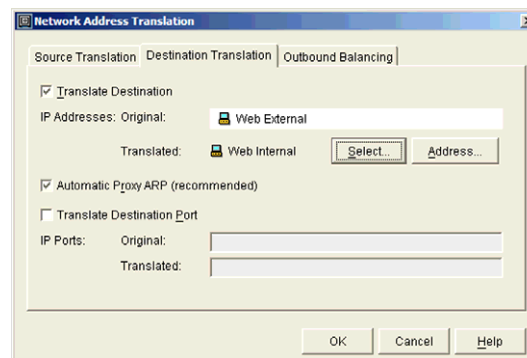 Network Address Translation
Source Translation Destination Translation Outbound Balancing
Translate Destination
IP Addresses: Original: Web External
Translated: Web Internal Select... Address...
Automatic Proxy ARP (recommended)
Translate Destination Port
IP Ports: Original:
Translated:
OK Cancel Help